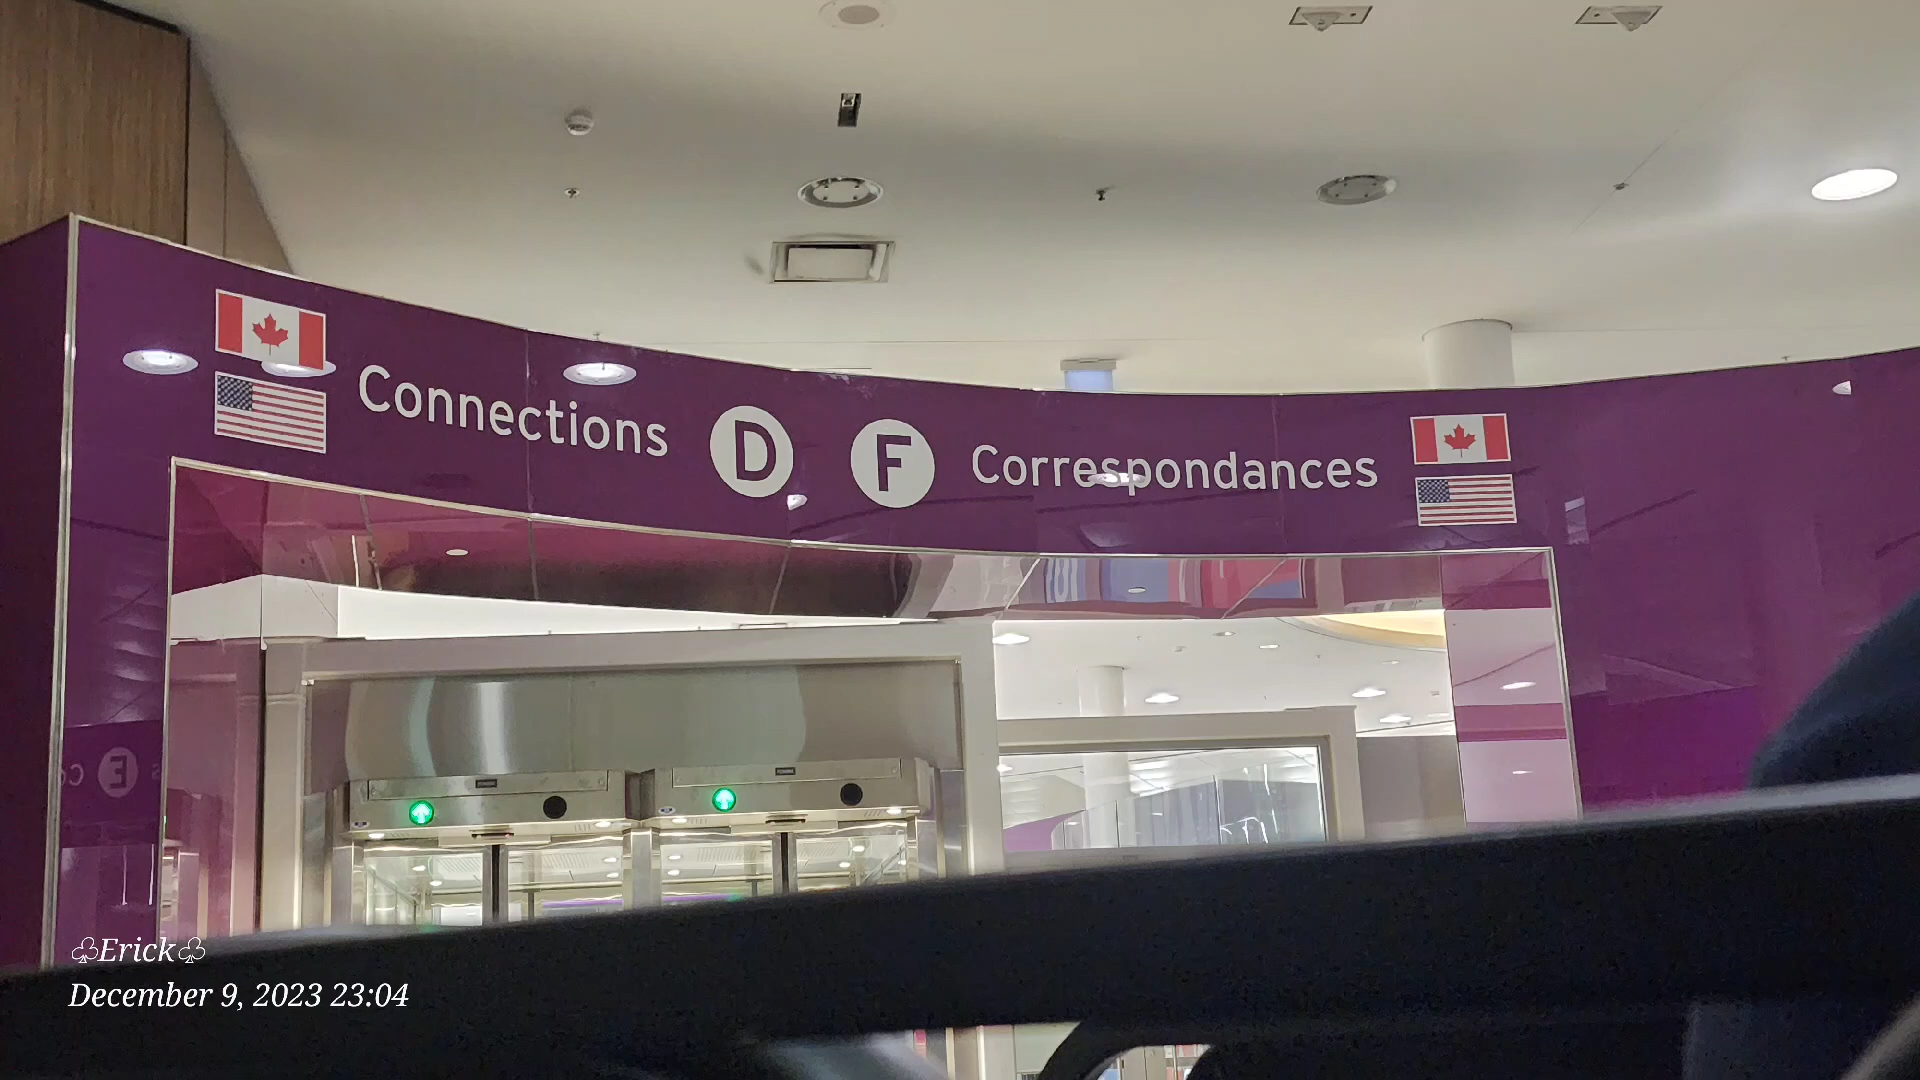 Connections D F Correspondances
E
♧Erick♧
December 9, 2023 23:04